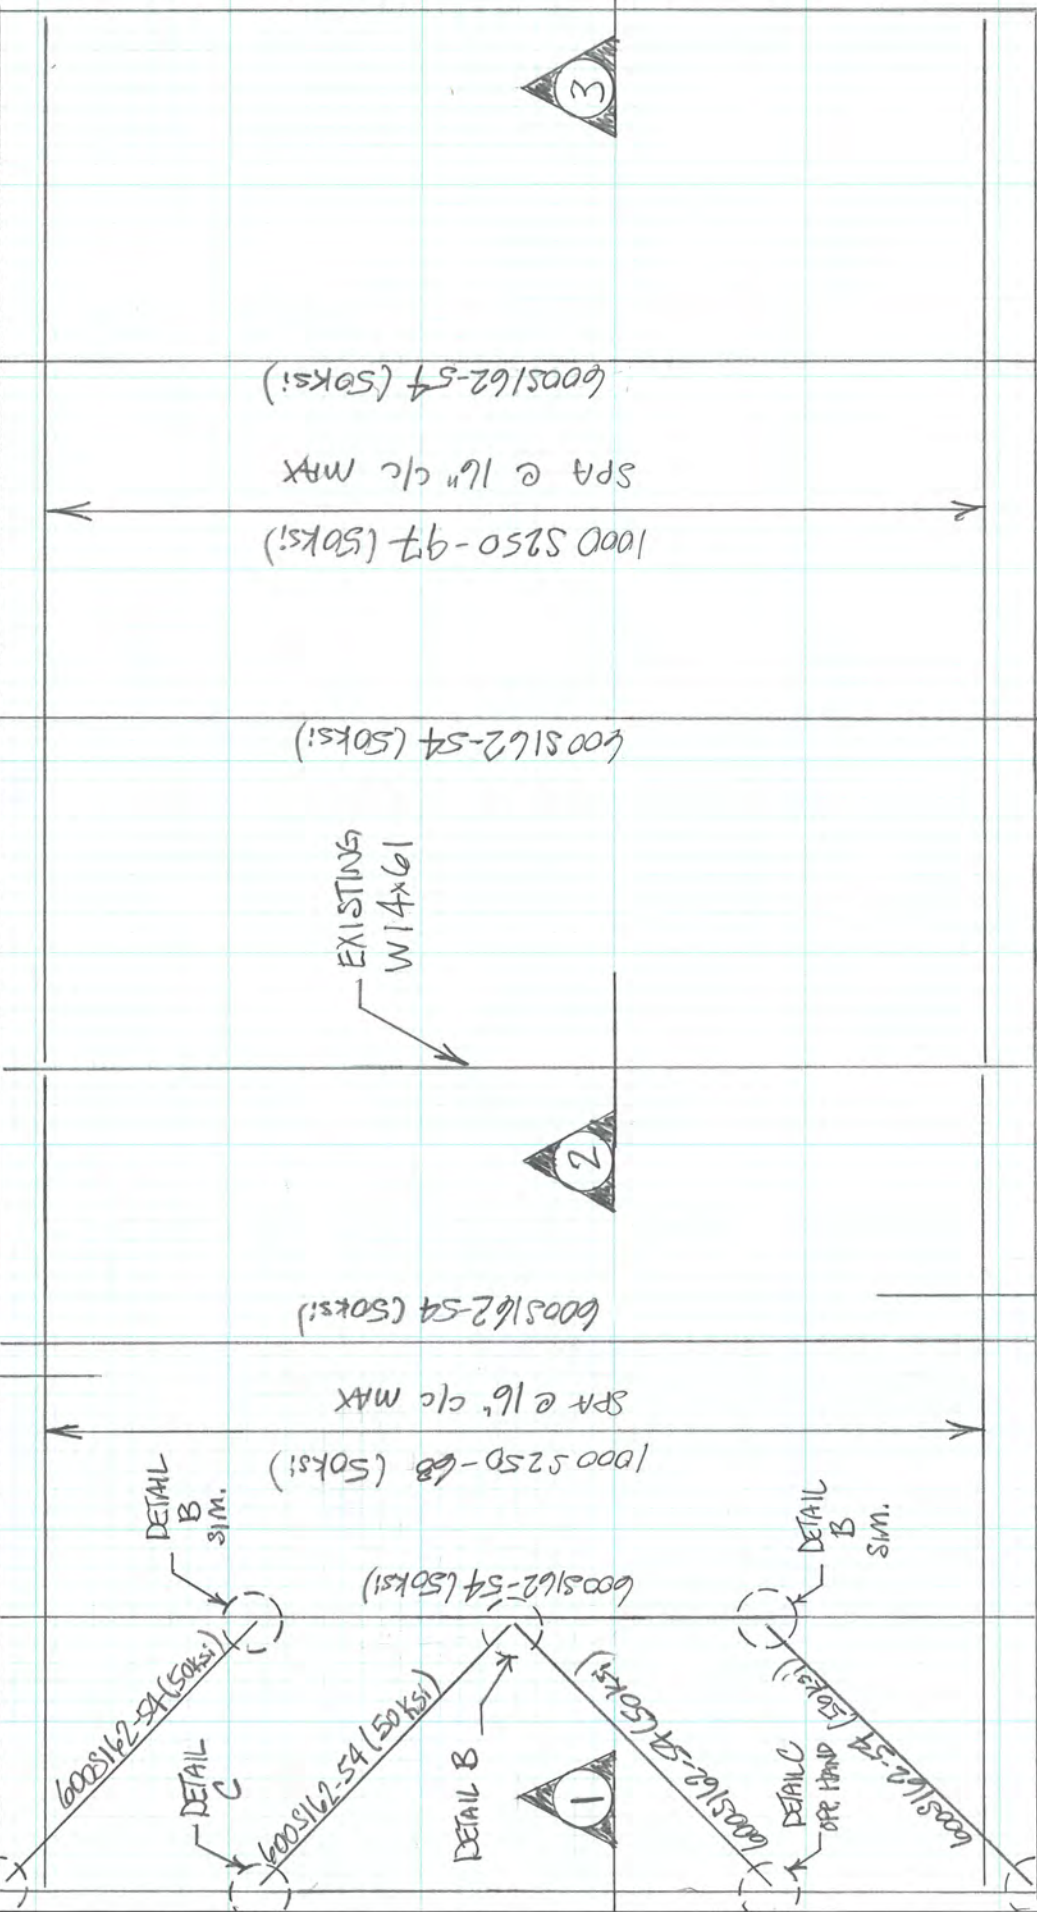 3
600S162-54 (50ksi)
SPA @ 16" c/c MAX
1000 S250-97 (50ksi)
600S162-54 (50ksi)
EXISTING
W14x61
2
600S162-54 (50ksi)
SPA @ 16" c/c MAX
1000 S250-68 (50ksi)
DETAIL
B
SIM.
DETAIL
B
SIM.
600S162-54 (50ksi)
600S162-54 (50ksi)
600S162-54 (50ksi)
600S162-54 (50ksi)
600S162-54 (50ksi)
DETAIL
C
DETAIL B
1
DETAIL C
OPP. HAND